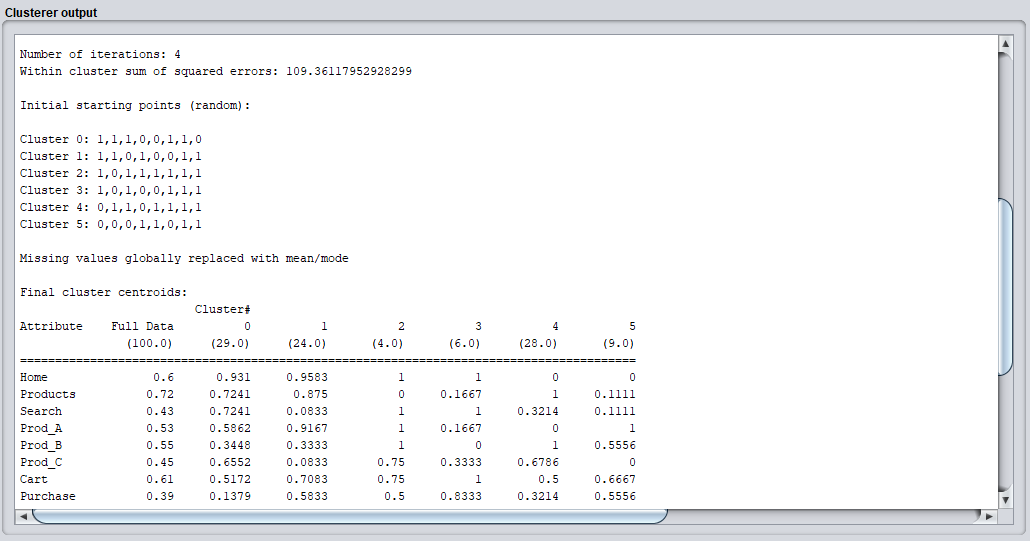 Clusterer output
Number of iterations: 4
Within cluster sum of squared errors: 109.36117952928299
Initial starting points (random):
Cluster 0: 1,1,1,0,0,1,1,0
Cluster 1: 1,1,0,1,0,0,1,1
Cluster 2: 1,0,1,1,1,1,1,1
Cluster 3: 1,0,1,0,0,1,1,1
Cluster 4: 0,1,1,0,1,1,1,1
Cluster 5: 0,0,0,1,1,0,1,1
Missing values globally replaced with mean/mode
Final cluster centroids:
Cluster#
Attribute Full Data 0 1 2 3 4 5
(100.0) (29.0) (24.0) (4.0) (6.0) (28.0) (9.0)
==========================================================================================
Home 0.6 0.931 0.9583 1 1 0 0
Products 0.72 0.7241 0.875 0 0.1667 1 0.1111
Search 0.43 0.7241 0.0833 1 1 0.3214 0.1111
Prod_A 0.53 0.5862 0.9167 1 0.1667 0 1
Prod_B 0.55 0.3448 0.3333 1 0 1 0.5556
Prod_C 0.45 0.6552 0.0833 0.75 0.3333 0.6786 0
Cart 0.61 0.5172 0.7083 0.75 1 0.5 0.6667
Purchase 0.39 0.1379 0.5833 0.5 0.8333 0.3214 0.5556